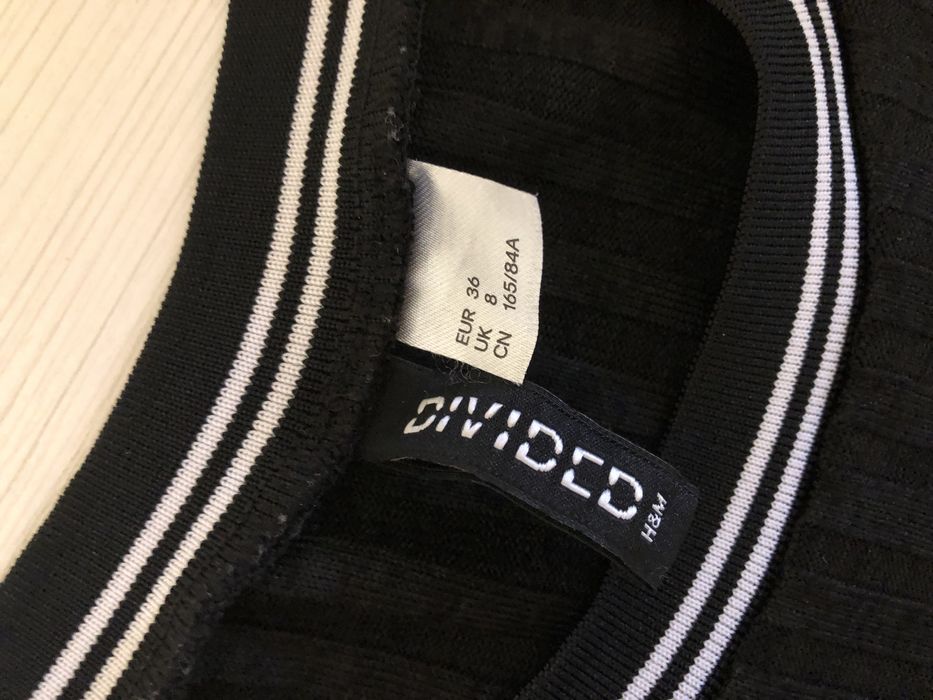 EUR 36
UK 8
CN 165/84A
DIVIDED
H&M